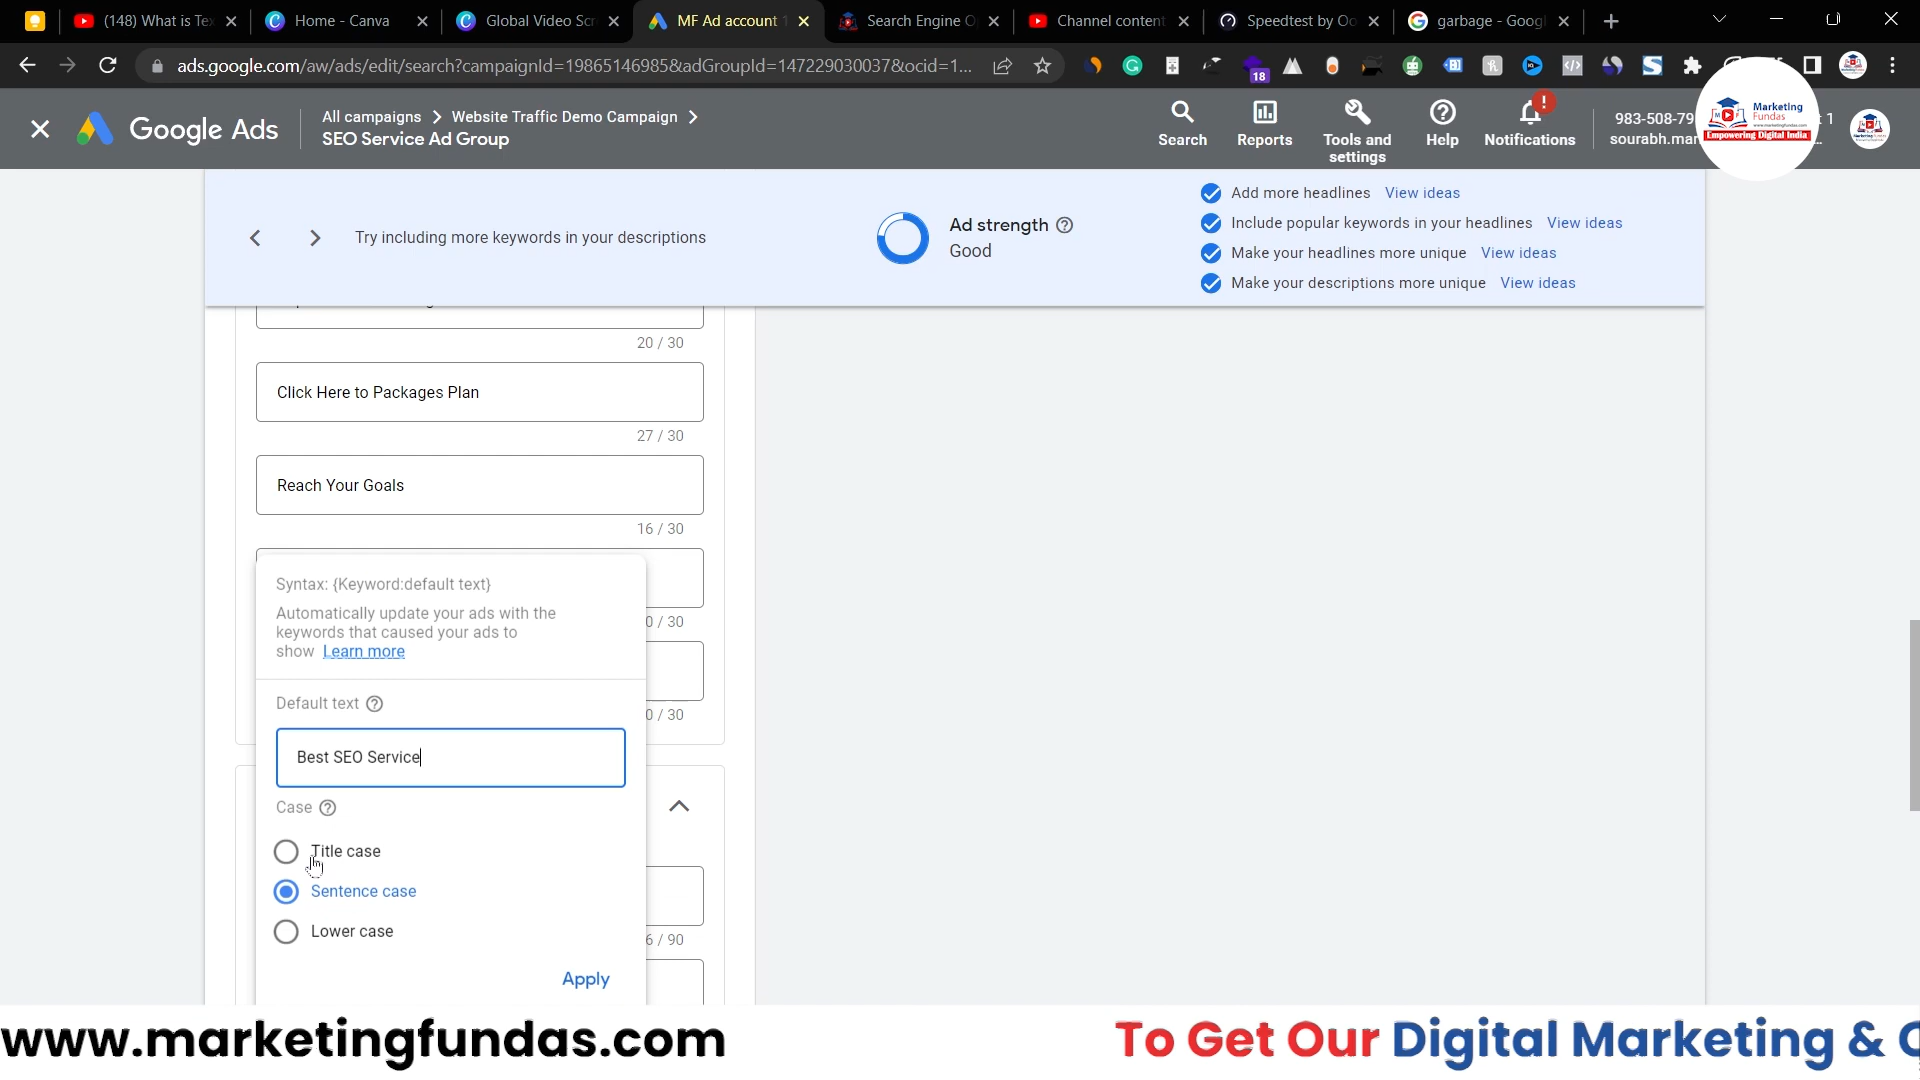 (148) What is Te
Home - Canva
Global Video Scr
MF Ad account 1
Search Engine O
Channel content
Speedtest by Oo
garbage - Googl
ads.google.com/aw/ads/edit/search?campaignId=19865146985&adGroupId=147229030037&ocid=1...
18
Google Ads
All campaigns > Website Traffic Demo Campaign >
SEO Service Ad Group
Search
Reports
Tools and settings
Help
Notifications
983-508-79
1
sourabh.mar
Marketing
Fundas
Empowering Digital India
Try including more keywords in your descriptions
Ad strength
Good
Add more headlines View ideas
Include popular keywords in your headlines View ideas
Make your headlines more unique View ideas
Make your descriptions more unique View ideas
20 / 30
Click Here to Packages Plan
27 / 30
Reach Your Goals
16 / 30
Syntax: {Keyword:default text}
Automatically update your ads with the
keywords that caused your ads to
show Learn more
0 / 30
0 / 30
Default text
Best SEO Service
Case
Title case
Sentence case
Lower case
6 / 90
Apply
www.marketingfundas.com
To Get Our Digital Marketing &